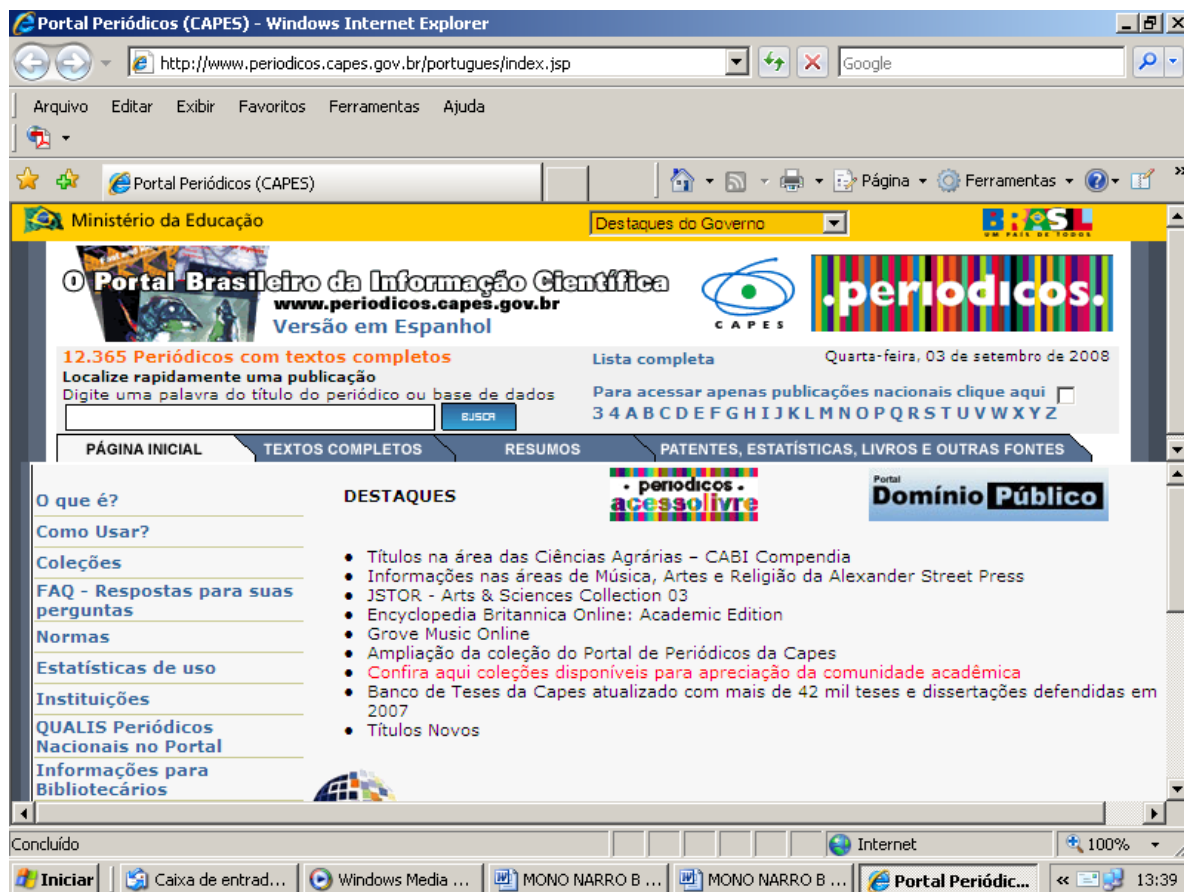 Portal Periódicos (CAPES) - Windows Internet Explorer
http://www.periodicos.capes.gov.br/portugues/index.jsp
Google
Arquivo Editar Exibir Favoritos Ferramentas Ajuda
Portal Periódicos (CAPES)
Página Ferramentas »
Ministério da Educação
Destaques do Governo
BRASIL
UM PAÍS DE TODOS
O Portal Brasileiro da Informação Científica
www.periodicos.capes.gov.br
Versão em Espanhol
CAPES
.periodicos.
12.365 Periódicos com textos completos
Lista completa
Quarta-feira, 03 de setembro de 2008
Localize rapidamente uma publicação
Digite uma palavra do título do periódico ou base de dados
BUSCA
Para acessar apenas publicações nacionais clique aqui
3 4 A B C D E F G H I J K L M N O P Q R S T U V W X Y Z
PÁGINA INICIAL TEXTOS COMPLETOS RESUMOS PATENTES, ESTATÍSTICAS, LIVROS E OUTRAS FONTES
O que é?
Como Usar?
Coleções
FAQ - Respostas para suas
perguntas
Normas
Estatísticas de uso
Instituições
QUALIS Periódicos
Nacionais no Portal
Informações para
Bibliotecários
DESTAQUES
. periodicos .
acessolivre
Portal
Domínio Público
• Títulos na área das Ciências Agrárias – CABI Compendia
• Informações nas áreas de Música, Artes e Religião da Alexander Street Press
• JSTOR - Arts & Sciences Collection 03
• Encyclopedia Britannica Online: Academic Edition
• Grove Music Online
• Ampliação da coleção do Portal de Periódicos da Capes
• Confira aqui coleções disponíveis para apreciação da comunidade acadêmica
• Banco de Teses da Capes atualizado com mais de 42 mil teses e dissertações defendidas em
2007
• Títulos Novos
Concluído
Internet
100%
Iniciar
Caixa de entrad...
Windows Media ...
MONO NARRO B ...
MONO NARRO B ...
Portal Periódic...
«
13:39